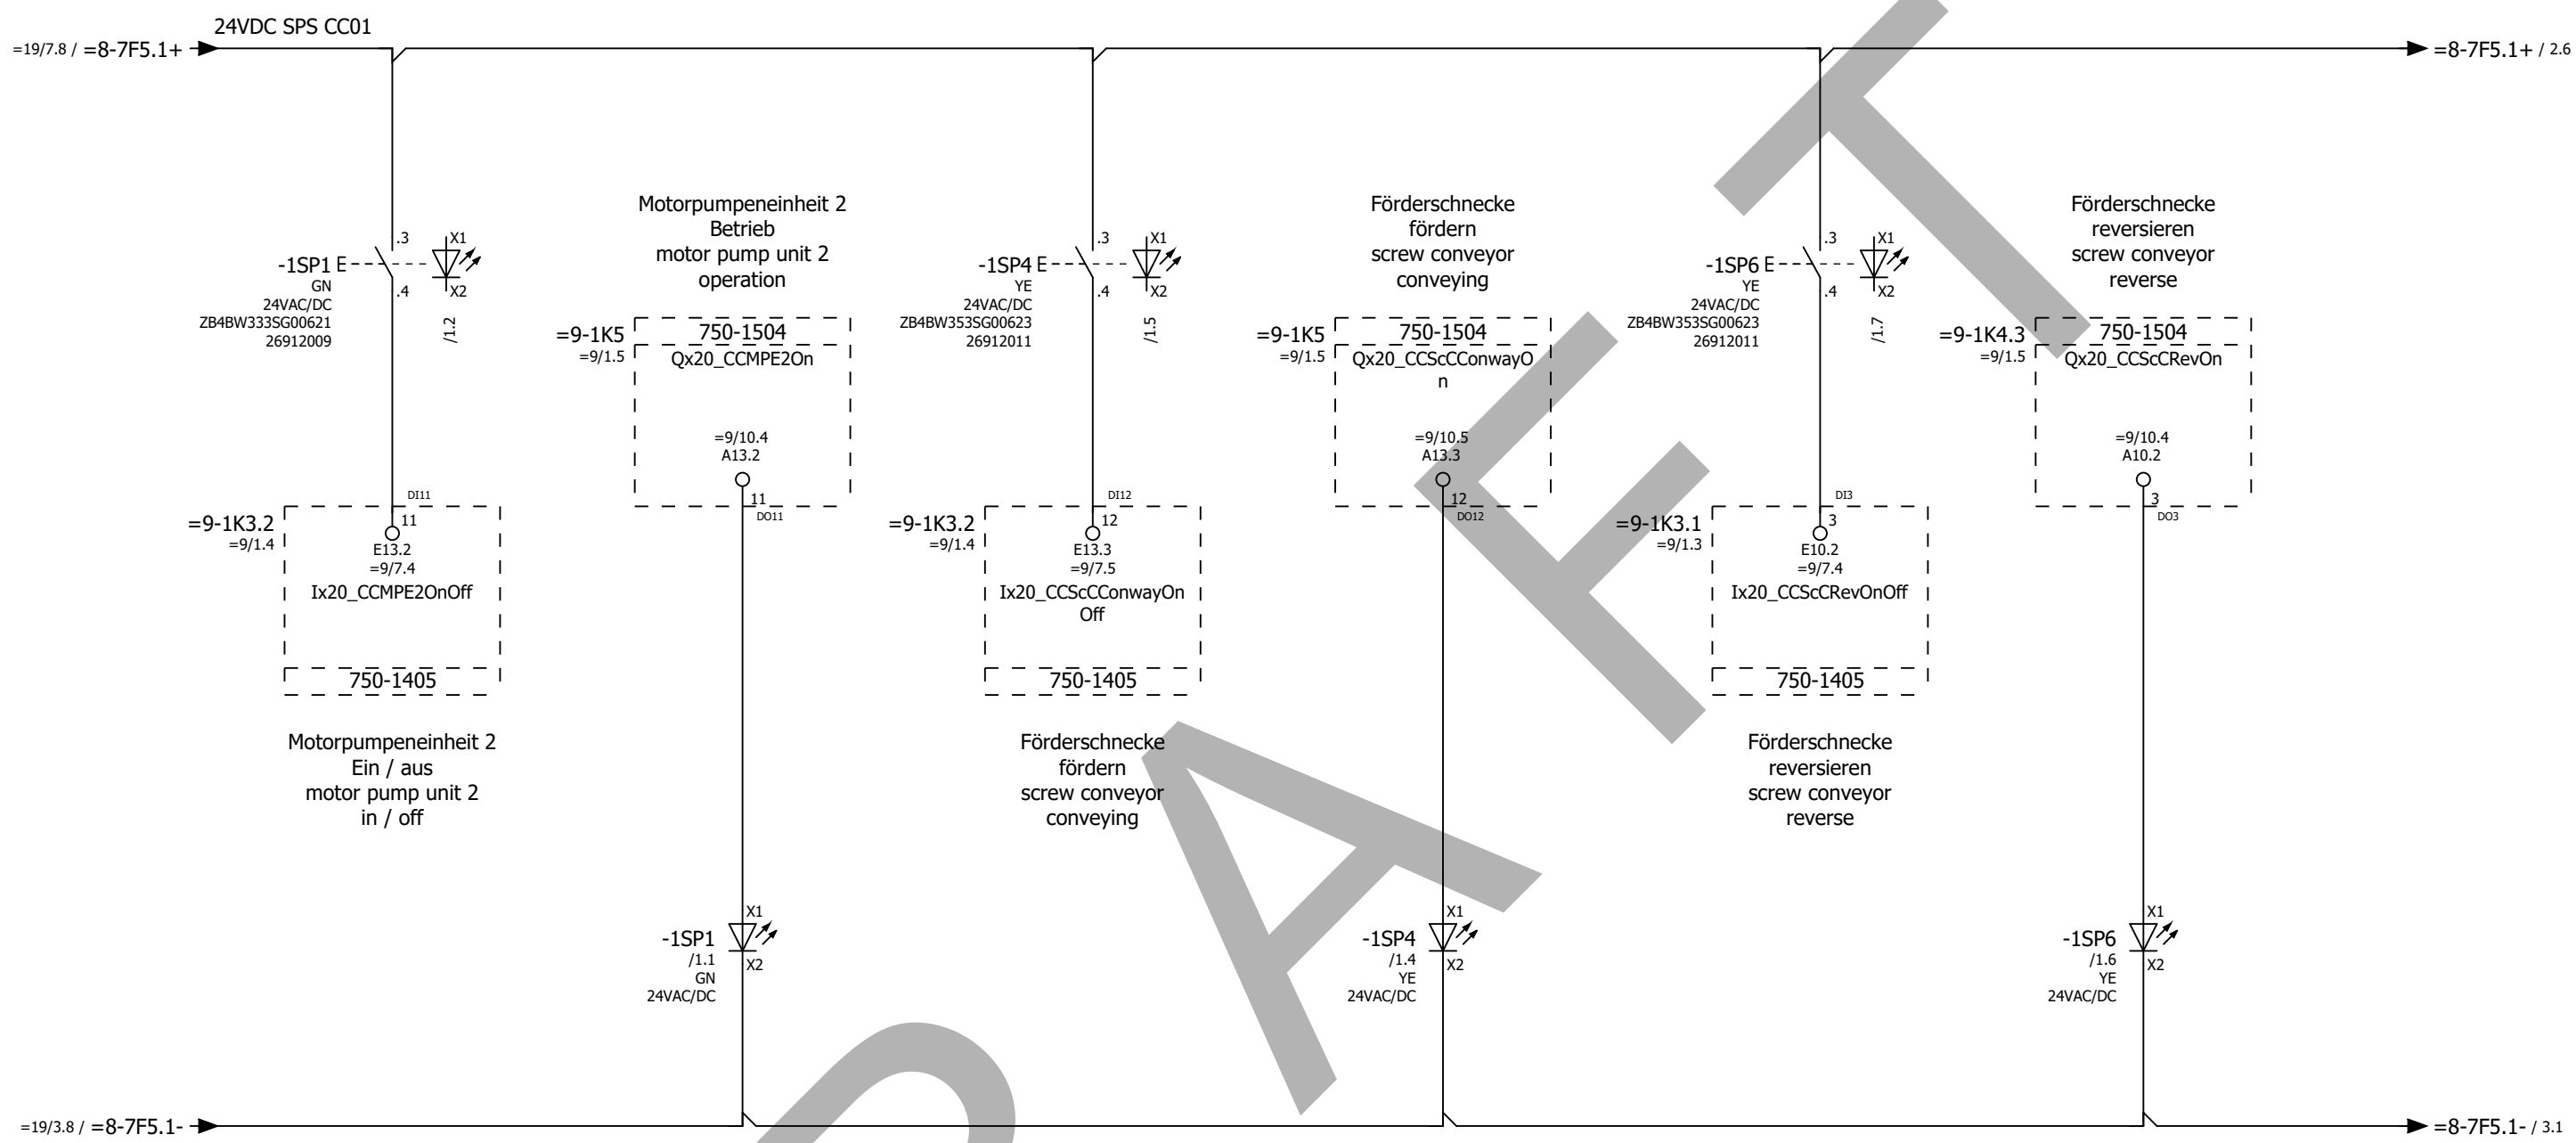 24VDC SPS CC01
=19/7.8 / =8-7F5.1+
=8-7F5.1+ / 2.6
-1SP1
GN
24VAC/DC
ZB4BW333SG00621
26912009
E
.3
.4
X1
X2
/1.2
=9-1K3.2
=9/1.4
DI11
11
E13.2
=9/7.4
Ix20_CCMPE2OnOff
750-1405
Motorpumpeneinheit 2
Ein / aus
motor pump unit 2
in / off
Motorpumpeneinheit 2
Betrieb
motor pump unit 2
operation
=9-1K5
=9/1.5
750-1504
Qx20_CCMPE2On
=9/10.4
A13.2
11
DO11
-1SP1
/1.1
GN
24VAC/DC
X1
X2
-1SP4
YE
24VAC/DC
ZB4BW353SG00623
26912011
E
.3
.4
X1
X2
/1.5
=9-1K3.2
=9/1.4
DI12
12
E13.3
=9/7.5
Ix20_CCScCConwayOn
Off
750-1405
Förderschnecke
fördern
screw conveyor
conveying
Förderschnecke
fördern
screw conveyor
conveying
=9-1K5
=9/1.5
750-1504
Qx20_CCScCConwayO
n
=9/10.5
A13.3
12
DO12
-1SP4
/1.4
YE
24VAC/DC
X1
X2
-1SP6
YE
24VAC/DC
ZB4BW353SG00623
26912011
E
.3
.4
X1
X2
/1.7
=9-1K3.1
=9/1.3
DI3
3
E10.2
=9/7.4
Ix20_CCScCRevOnOff
750-1405
Förderschnecke
reversieren
screw conveyor
reverse
Förderschnecke
reversieren
screw conveyor
reverse
=9-1K4.3
=9/1.5
750-1504
Qx20_CCScCRevOn
=9/10.4
A10.2
3
DO3
-1SP6
/1.6
YE
24VAC/DC
X1
X2
=19/3.8 / =8-7F5.1-
=8-7F5.1- / 3.1